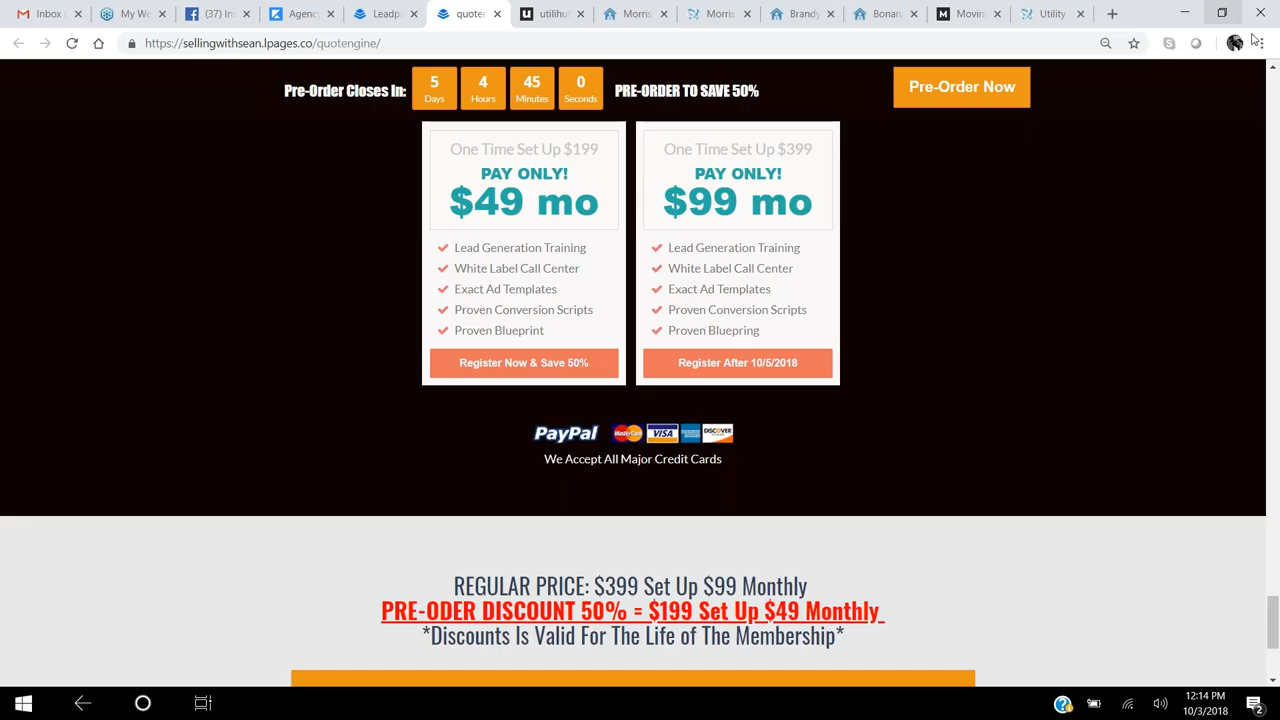 Inbox (
My We
(37) In
Agency
Leadp
quoter
utilihu
Morris
Morris
Brandy
Bonan
Movin
Utility
https://sellingwithsean.lpages.co/quotengine/
Pre-Order Closes In:
5 4 45 0
Days Hours Minutes Seconds
PRE-ORDER TO SAVE 50%
Pre-Order Now
One Time Set Up $199
PAY ONLY!
$49 mo
Lead Generation Training
White Label Call Center
Exact Ad Templates
Proven Conversion Scripts
Proven Blueprint
Register Now & Save 50%
One Time Set Up $399
PAY ONLY!
$99 mo
Lead Generation Training
White Label Call Center
Exact Ad Templates
Proven Conversion Scripts
Proven Bluepring
Register After 10/5/2018
PayPal MasterCard VISA DISCOVER
We Accept All Major Credit Cards
REGULAR PRICE: $399 Set Up $99 Monthly
PRE-ODER DISCOUNT 50% = $199 Set Up $49 Monthly
*Discounts Is Valid For The Life of The Membership*
12:14 PM
10/3/2018
2